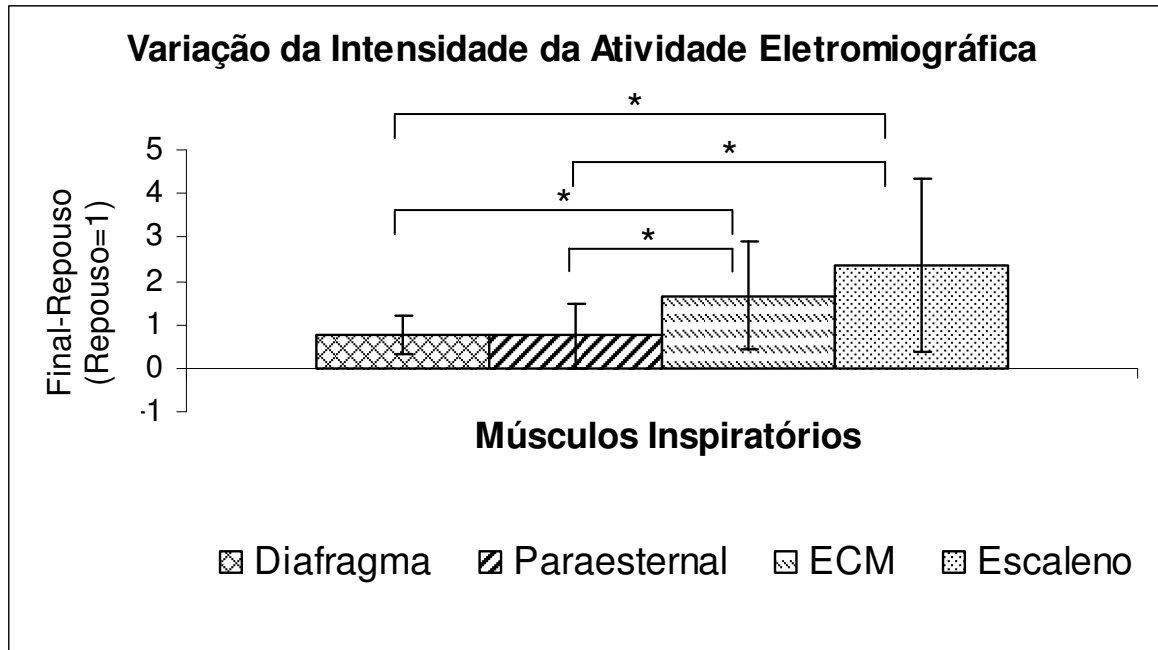 Variação da Intensidade da Atividade Eletromiográfica
*
*
*
*
5
4
3
2
1
0
-1
Final-Repouso
(Repouso=1)
Músculos Inspiratórios
Diafragma Paraesternal ECM Escaleno